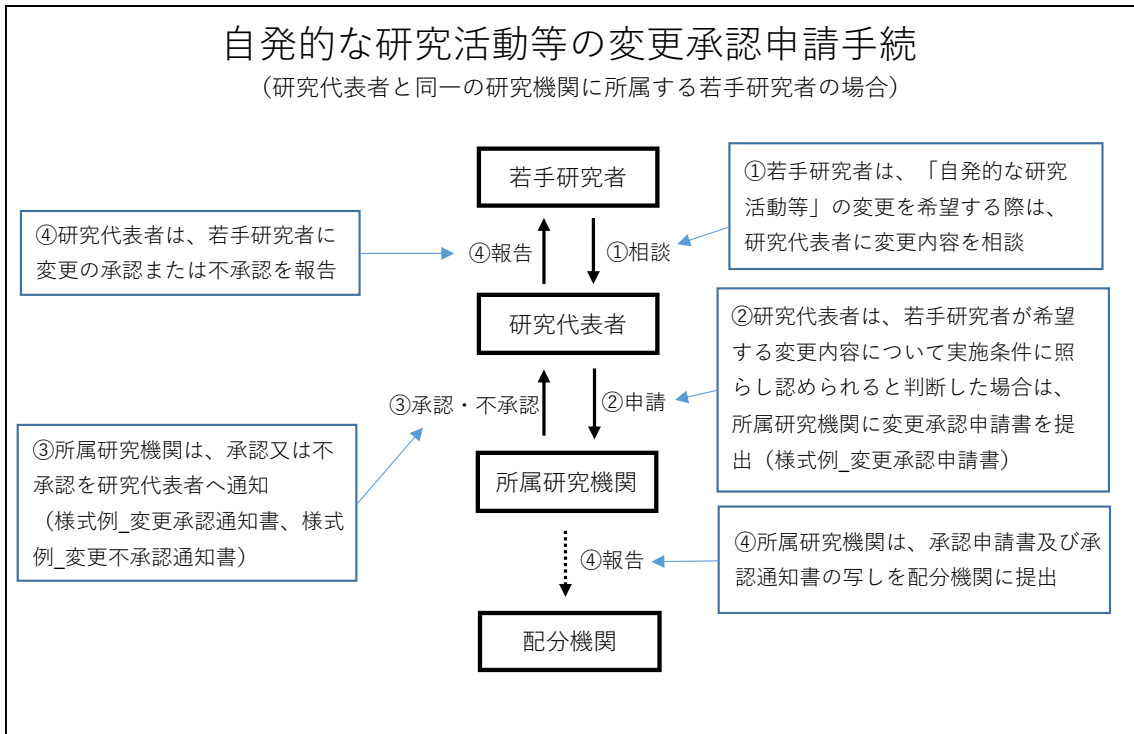 自発的な研究活動等の変更承認申請手続
（研究代表者と同一の研究機関に所属する若手研究者の場合）
若手研究者
①若手研究者は、「自発的な研究
活動等」の変更を希望する際は、
研究代表者に変更内容を相談
④研究代表者は、若手研究者に
変更の承認または不承認を報告
④報告
①相談
研究代表者
②研究代表者は、若手研究者が希望
する変更内容について実施条件に照
らし認められると判断した場合は、
所属研究機関に変更承認申請書を提
出（様式例_変更承認申請書）
③承認・不承認
②申請
③所属研究機関は、承認又は不
承認を研究代表者へ通知
（様式例_変更承認通知書、様式
例_変更不承認通知書）
所属研究機関
④報告
④所属研究機関は、承認申請書及び承
認通知書の写しを配分機関に提出
配分機関